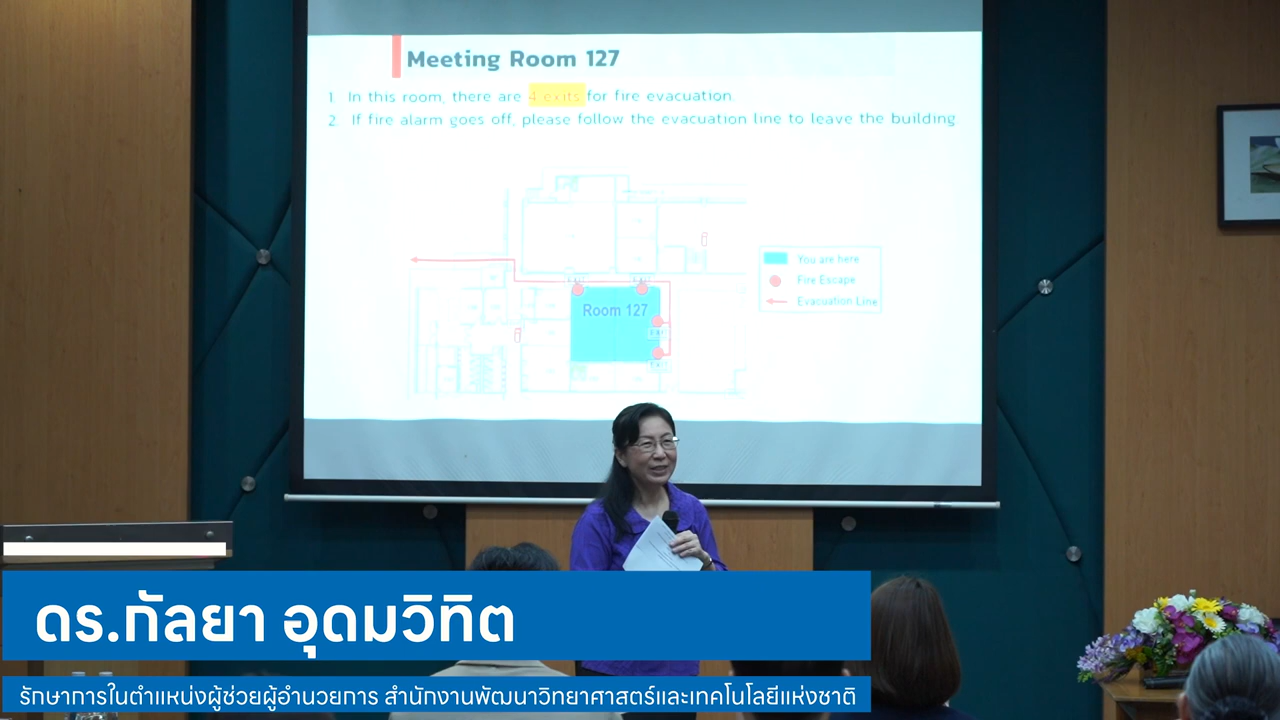 Meeting Room 127
1. In this room, there are 4 exits for fire evacuation.
2. If fire alarm goes off, please follow the evacuation line to leave the building
You are here
Fire Escape
Evacuation Line
Room 127
ดร.กัลยา อุดมวิทิต
รักษาการในตำแหน่งผู้ช่วยผู้อำนวยการ สำนักงานพัฒนาวิทยาศาสตร์และเทคโนโลยีแห่งชาติ